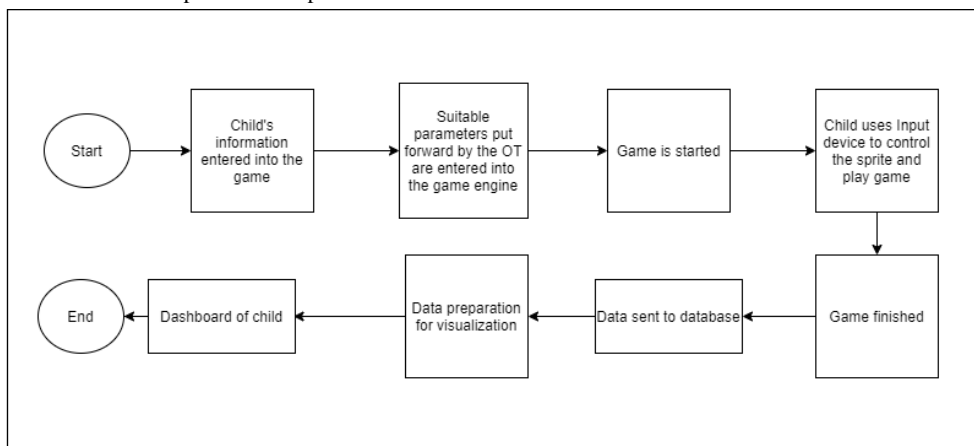 Start
Child's
information
entered into the
game
Suitable
parameters put
forward by the OT
are entered into
the game engine
Game is started
Child uses Input
device to control
the sprite and
play game
End
Dashboard of child
Data preparation
for visualization
Data sent to database
Game finished